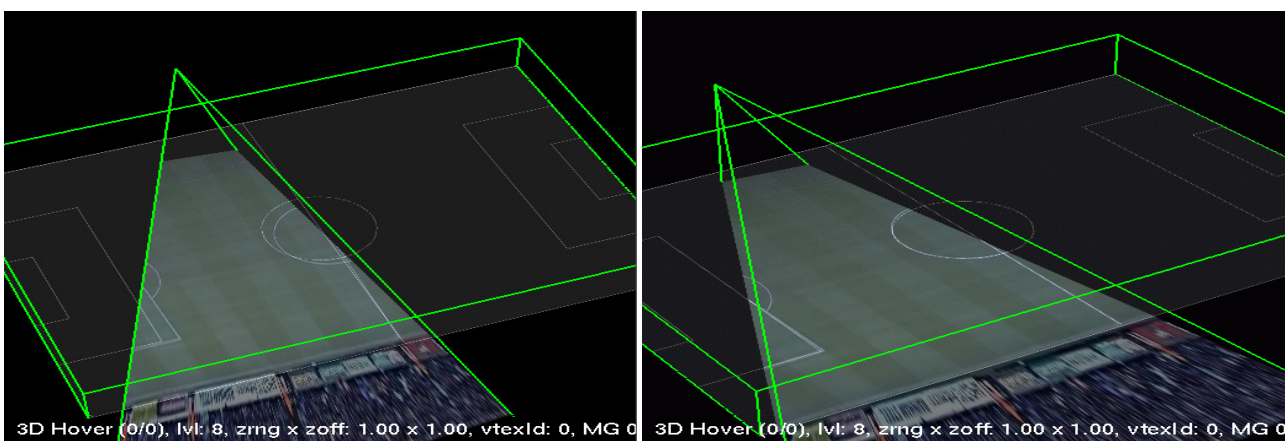 3D Hover (0/0), lvl: 8, zrng x zoff: 1.00 x 1.00, vtexId: 0, MG 0
3D Hover (0/0), lvl: 8, zrng x zoff: 1.00 x 1.00, vtexId: 0, MG 0